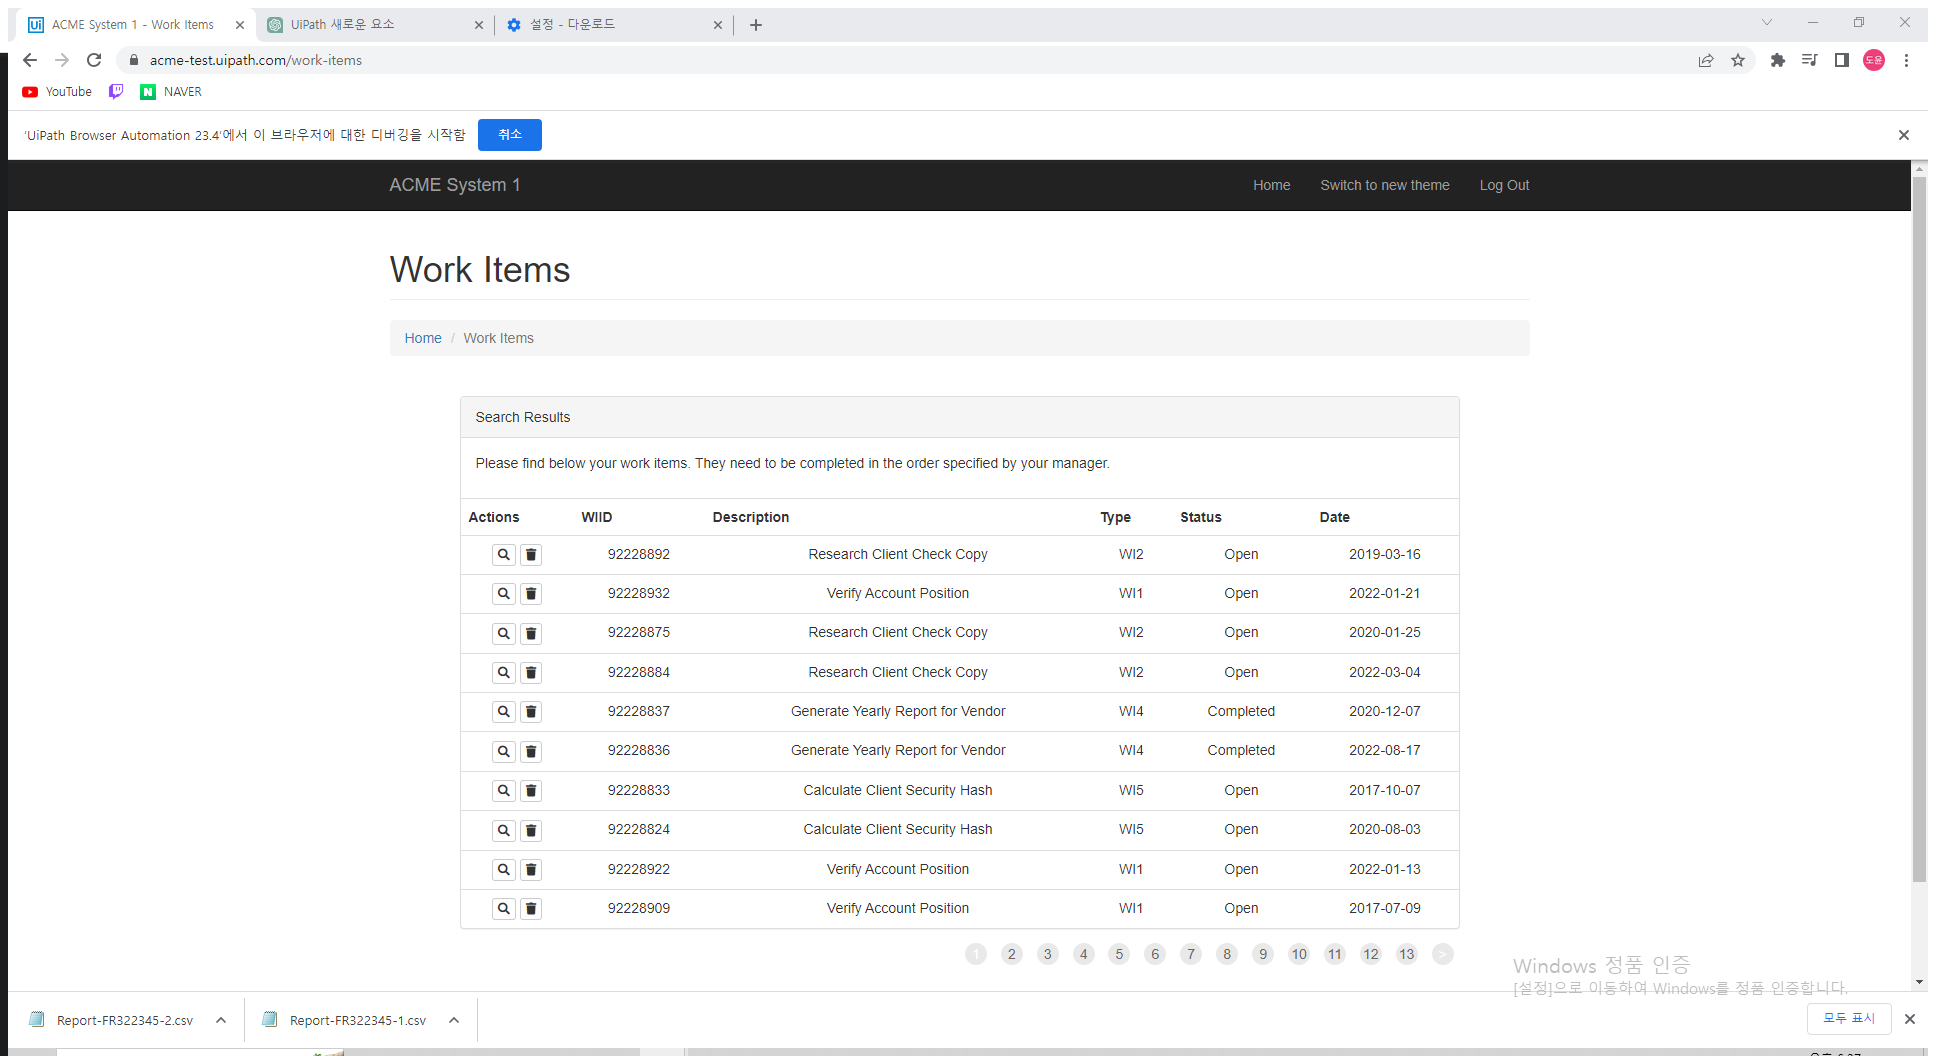 ACME System 1 - Work Items
UiPath 새로운 요소
설정 - 다운로드
acme-test.uipath.com/work-items
도윤
YouTube
NAVER
'UiPath Browser Automation 23.4'에서 이 브라우저에 대한 디버깅을 시작함
취소
ACME System 1
Home
Switch to new theme
Log Out
Work Items
Home / Work Items
Search Results
Please find below your work items. They need to be completed in the order specified by your manager.
Actions WIID Description Type Status Date
92228892 Research Client Check Copy WI2 Open 2019-03-16
92228932 Verify Account Position WI1 Open 2022-01-21
92228875 Research Client Check Copy WI2 Open 2020-01-25
92228884 Research Client Check Copy WI2 Open 2022-03-04
92228837 Generate Yearly Report for Vendor WI4 Completed 2020-12-07
92228836 Generate Yearly Report for Vendor WI4 Completed 2022-08-17
92228833 Calculate Client Security Hash WI5 Open 2017-10-07
92228824 Calculate Client Security Hash WI5 Open 2020-08-03
92228922 Verify Account Position WI1 Open 2022-01-13
92228909 Verify Account Position WI1 Open 2017-07-09
1 2 3 4 5 6 7 8 9 10 11 12 13 >
Windows 정품 인증
[설정]으로 이동하여 Windows를 정품 인증합니다.
Report-FR322345-2.csv
Report-FR322345-1.csv
모두 표시